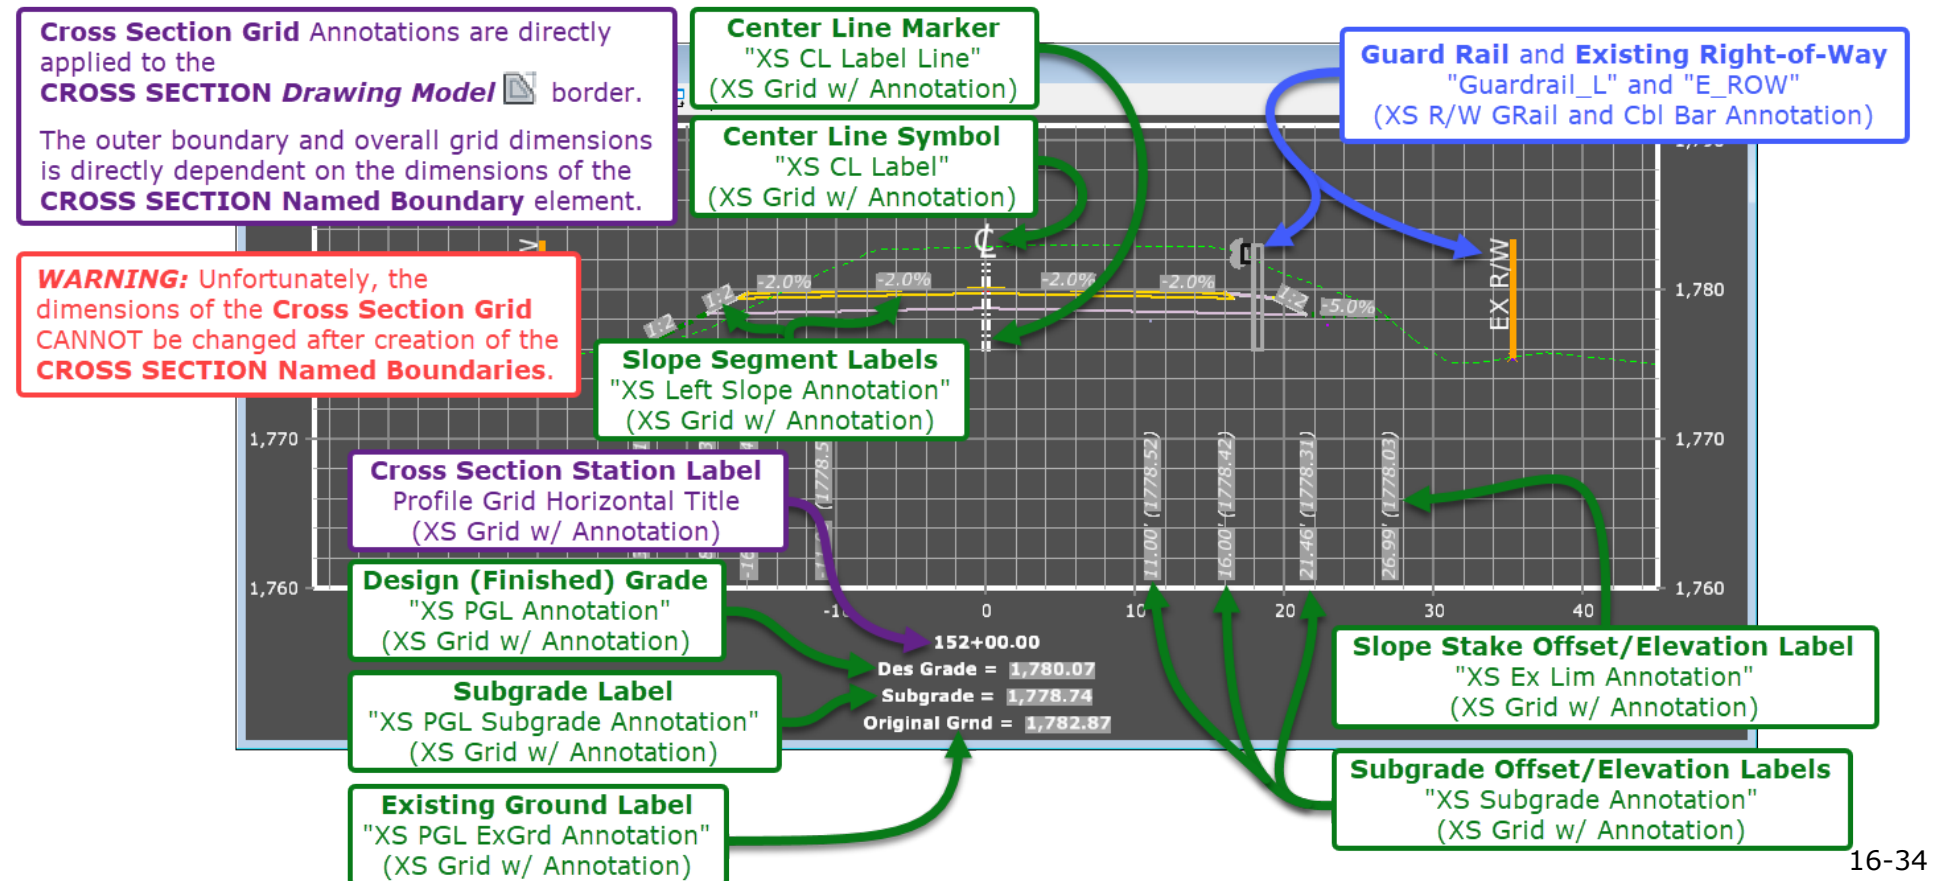 Cross Section Grid Annotations are directly
applied to the
CROSS SECTION Drawing Model border.
The outer boundary and overall grid dimensions
is directly dependent on the dimensions of the
CROSS SECTION Named Boundary element.
Center Line Marker
"XS CL Label Line"
(XS Grid w/ Annotation)
Center Line Symbol
"XS CL Label"
(XS Grid w/ Annotation)
Guard Rail and Existing Right-of-Way
"Guardrail_L" and "E_ROW"
(XS R/W GRail and Cbl Bar Annotation)
WARNING: Unfortunately, the
dimensions of the Cross Section Grid
CANNOT be changed after creation of the
CROSS SECTION Named Boundaries.
℄
1:2
1:2
-2.0%
-2.0%
-2.0%
-2.0%
1:2
-5.0%
EX R/W
1,780
Slope Segment Labels
"XS Left Slope Annotation"
(XS Grid w/ Annotation)
1,770
1,770
Cross Section Station Label
Profile Grid Horizontal Title
(XS Grid w/ Annotation)
11.00' (1778.52)
16.00' (1778.42)
21.46' (1778.31)
26.99' (1778.03)
1,760
1,760
Design (Finished) Grade
"XS PGL Annotation"
(XS Grid w/ Annotation)
-10
0
10
20
30
40
152+00.00
Des Grade = 1,780.07
Subgrade = 1,778.74
Original Grnd = 1,782.87
Subgrade Label
"XS PGL Subgrade Annotation"
(XS Grid w/ Annotation)
Existing Ground Label
"XS PGL ExGrd Annotation"
(XS Grid w/ Annotation)
Slope Stake Offset/Elevation Label
"XS Ex Lim Annotation"
(XS Grid w/ Annotation)
Subgrade Offset/Elevation Labels
"XS Subgrade Annotation"
(XS Grid w/ Annotation)
16-34